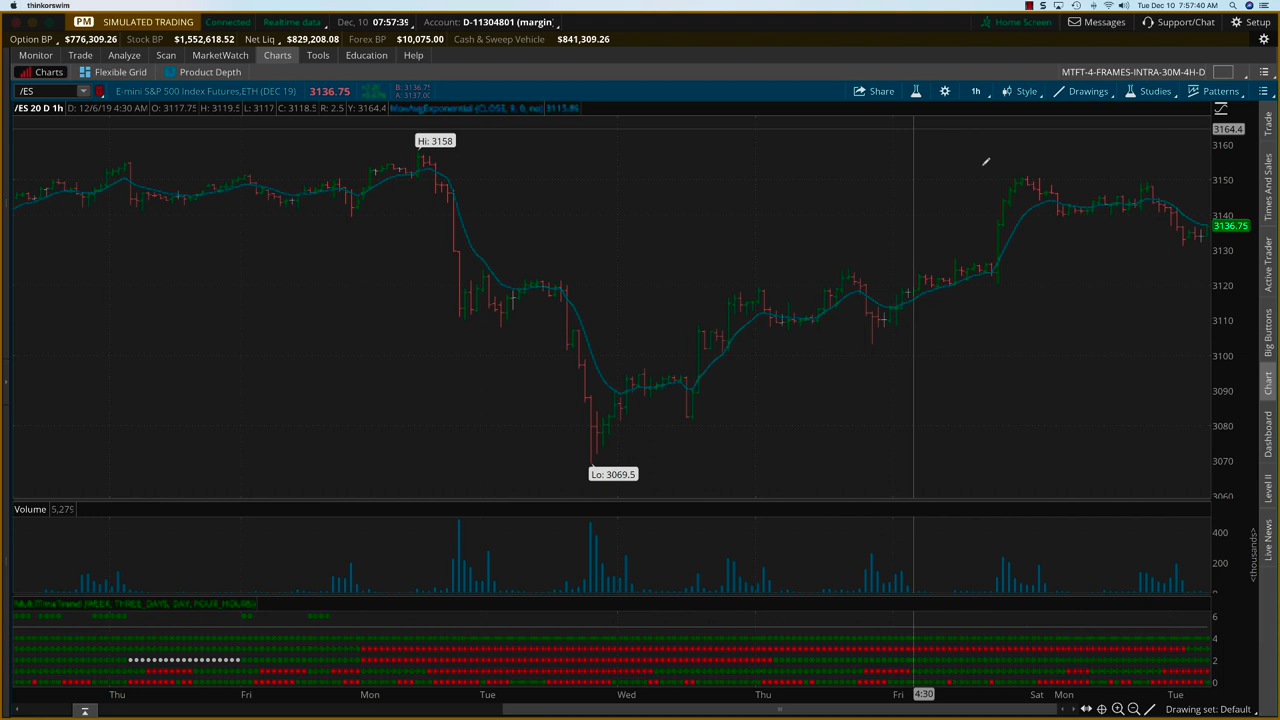 thinkorswim
Tue Dec 10 7:57:40 AM
PM SIMULATED TRADING Connected Realtime data Dec, 10 07:57:39 Account: D-11304801 (margin) Home Screen Messages Support/Chat Setup
Option BP $776,309.26 Stock BP $1,552,618.52 Net Liq $829,208.08 Forex BP $10,075.00 Cash & Sweep Vehicle $841,309.26
Monitor Trade Analyze Scan MarketWatch Charts Tools Education Help
Charts Flexible Grid Product Depth MTFT-4-FRAMES-INTRA-30M-4H-D
/ES E-mini S&P 500 Index Futures,ETH (DEC 19) 3136.75 B: 3136.75 A: 3137.00 Share 1h Style Drawings Studies Patterns
/ES 20 D 1h D: 12/6/19 4:30 AM O: 3117.75 H: 3119.5 L: 3117 C: 3118.5 R: 2.5 Y: 3164.4
3164.4
Hi: 3158
3160
3150
3140
3136.75
3130
3120
3110
3100
3090
3080
3070
Lo: 3069.5
3060
Volume 5,275
400
200
0
<thousands>
6
4
2
0
Thu Fri Mon Tue Wed Thu Fri 4:30 Sat Mon Tue
Drawing set: Default
Trade
Times And Sales
Active Trader
Big Buttons
Chart
Dashboard
Level II
Live News